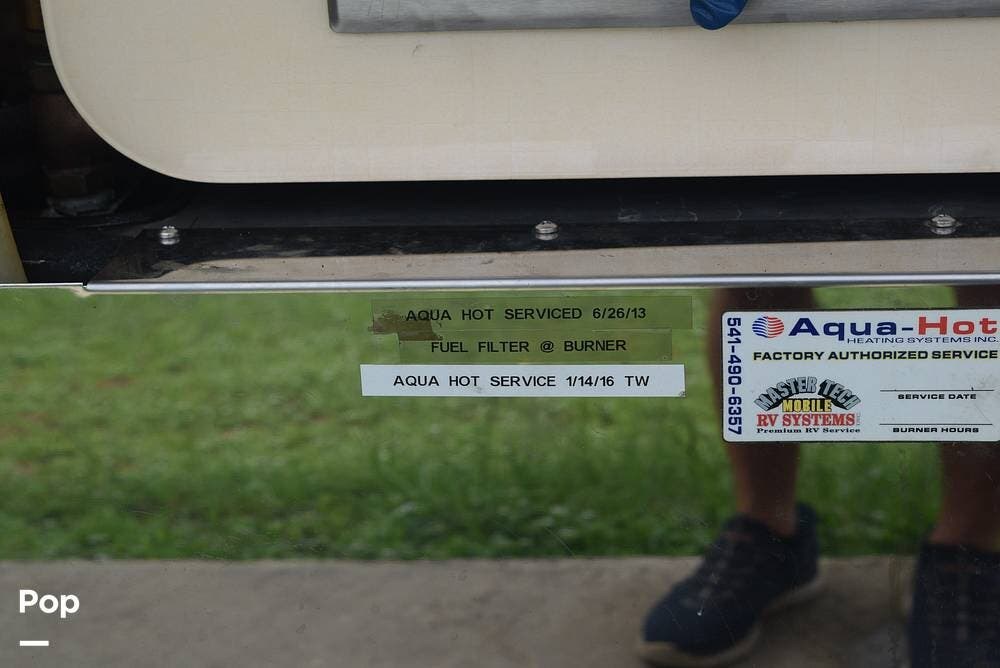 AQUA HOT SERVICED 6/26/13
FUEL FILTER @ BURNER
AQUA HOT SERVICE 1/14/16 TW
541-490-6357
Aqua-Hot
HEATING SYSTEMS INC.
FACTORY AUTHORIZED SERVICE
MASTER TECH
MOBILE
RV SYSTEMS
Premium RV Service
SERVICE DATE
BURNER HOURS
Pop